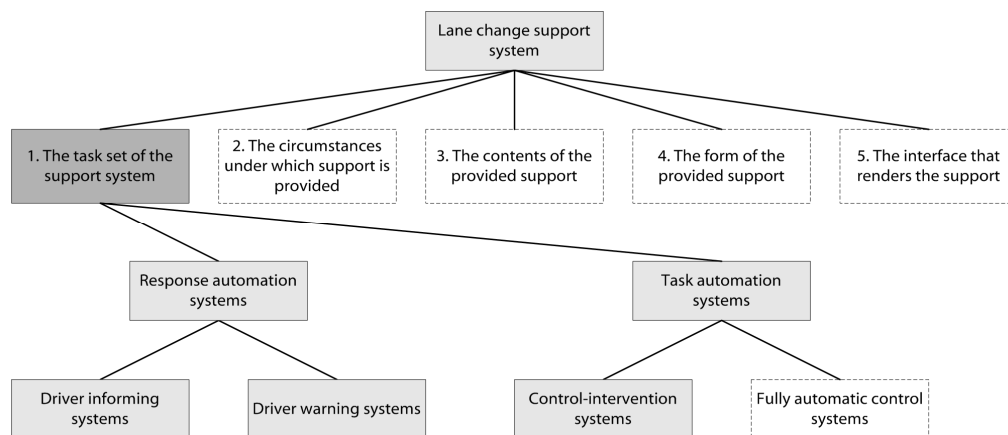 Lane change support
system
1. The task set of the
support system
2. The circumstances
under which support is
provided
3. The contents of the
provided support
4. The form of the
provided support
5. The interface that
renders the support
Response automation
systems
Task automation
systems
Driver informing
systems
Driver warning systems
Control-intervention
systems
Fully automatic control
systems